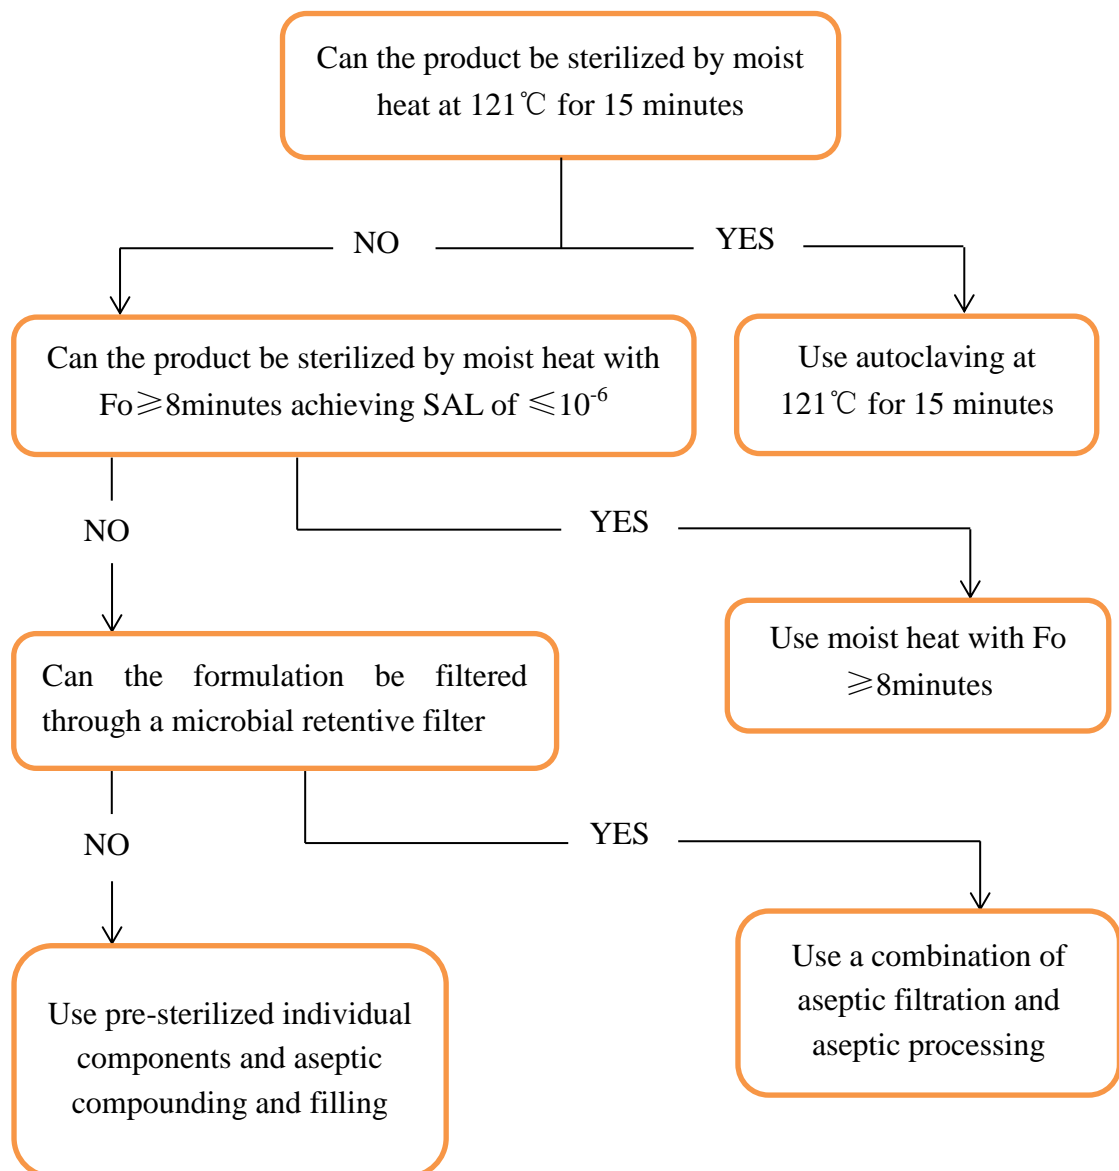 Can the product be sterilized by moist
heat at 121℃ for 15 minutes
NO
YES
Can the product be sterilized by moist heat with
Fo≥8minutes achieving SAL of ≤10⁻⁶
Use autoclaving at
121℃ for 15 minutes
NO
YES
Use moist heat with Fo
≥8minutes
Can the formulation be filtered
through a microbial retentive filter
NO
YES
Use a combination of
aseptic filtration and
aseptic processing
Use pre-sterilized individual
components and aseptic
compounding and filling